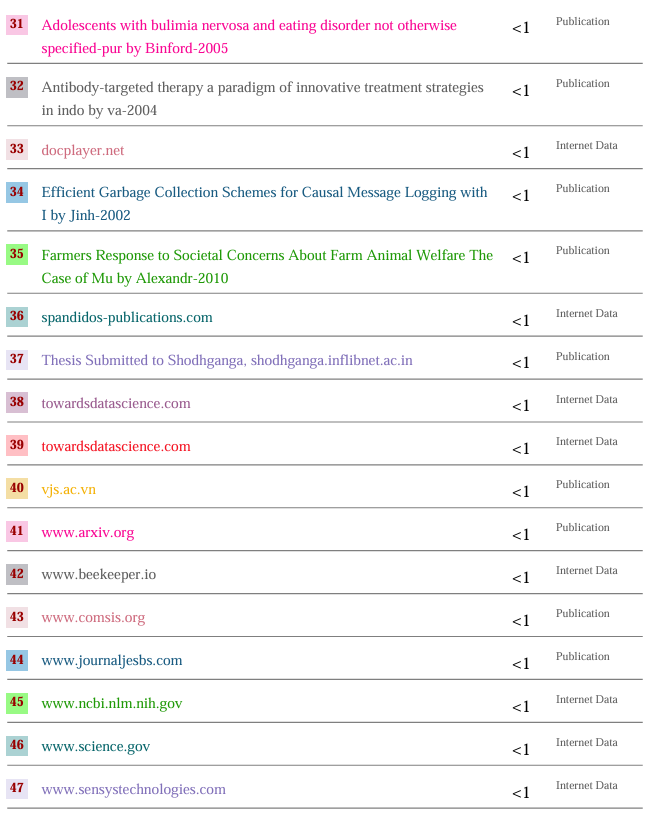 31 Adolescents with bulimia nervosa and eating disorder not otherwise <1 Publication
specified-pur by Binford-2005
32 Antibody-targeted therapy a paradigm of innovative treatment strategies <1 Publication
in indo by va-2004
33 docplayer.net <1 Internet Data
34 Efficient Garbage Collection Schemes for Causal Message Logging with <1 Publication
I by Jinh-2002
35 Farmers Response to Societal Concerns About Farm Animal Welfare The <1 Publication
Case of Mu by Alexandr-2010
36 spandidos-publications.com <1 Internet Data
37 Thesis Submitted to Shodhganga, shodhganga.inflibnet.ac.in <1 Publication
38 towardsdatascience.com <1 Internet Data
39 towardsdatascience.com <1 Internet Data
40 vjs.ac.vn <1 Publication
41 www.arxiv.org <1 Publication
42 www.beekeeper.io <1 Internet Data
43 www.comsis.org <1 Publication
44 www.journaljesbs.com <1 Publication
45 www.ncbi.nlm.nih.gov <1 Internet Data
46 www.science.gov <1 Internet Data
47 www.sensystechnologies.com <1 Internet Data